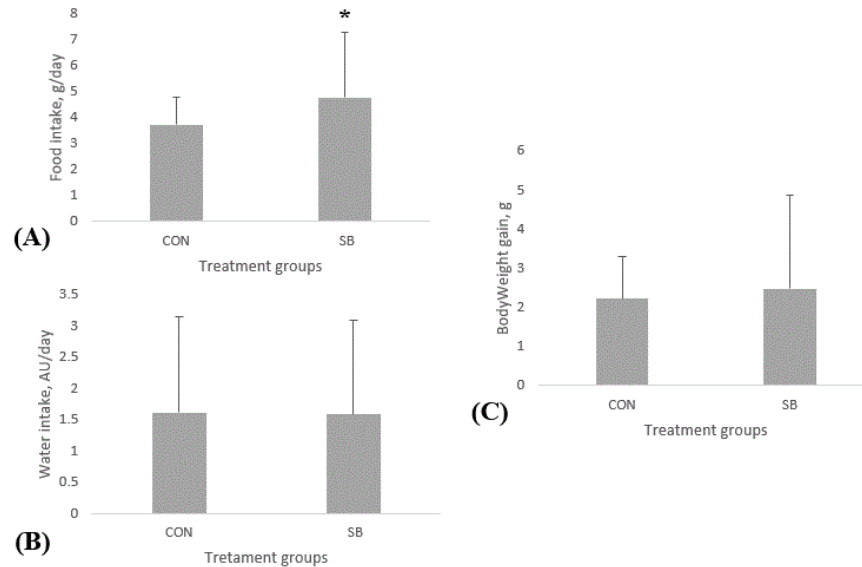 8
7
6
5
4
3
2
1
0
Food intake, g/day
*
CON SB
Treatment groups
(A)
3.5
3
2.5
2
1.5
1
0.5
0
Water intake, AU/day
CON SB
Tretament groups
(B)
6
5
4
3
2
1
0
BodyWeight gain, g
CON SB
Treatment groups
(C)